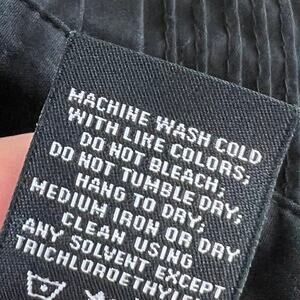 MACHINE WASH COLD
WITH LIKE COLORS;
DO NOT BLEACH;
DO NOT TUMBLE DRY;
HANG TO DRY;
MEDIUM IRON OR DRY
CLEAN USING
ANY SOLVENT EXCEPT
TRICHLOROETHYLE